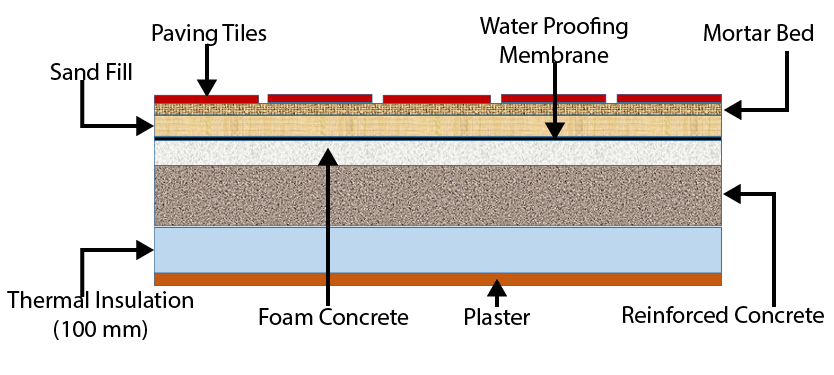 Paving Tiles
Water Proofing
Membrane
Mortar Bed
Sand Fill
Thermal Insulation
(100 mm)
Foam Concrete
Plaster
Reinforced Concrete